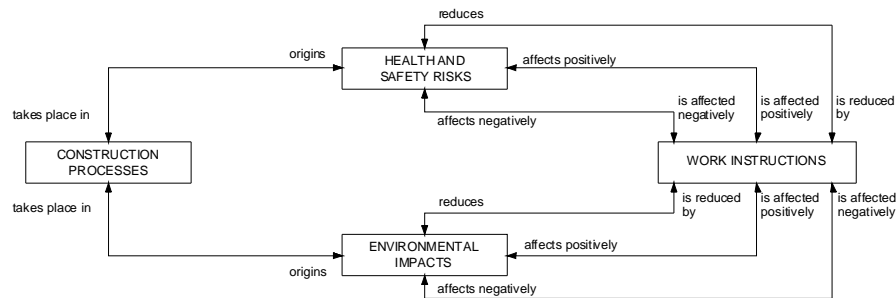 reduces
origins
HEALTH AND
SAFETY RISKS
affects positively
takes place in
affects negatively
is affected
negatively
is affected
positively
is reduced
by
CONSTRUCTION
PROCESSES
WORK INSTRUCTIONS
takes place in
reduces
is reduced
by
is affected
positively
is affected
negatively
ENVIRONMENTAL
IMPACTS
affects positively
origins
affects negatively